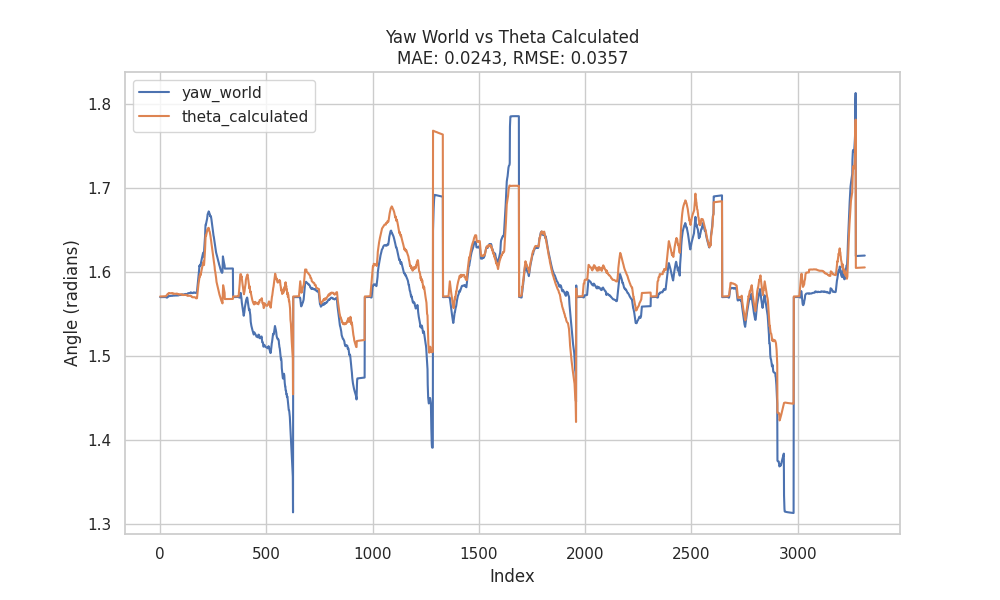 Yaw World vs Theta Calculated
MAE: 0.0243, RMSE: 0.0357
yaw_world
theta_calculated
Angle (radians)
1.8
1.7
1.6
1.5
1.4
1.3
0 500 1000 1500 2000 2500 3000
Index